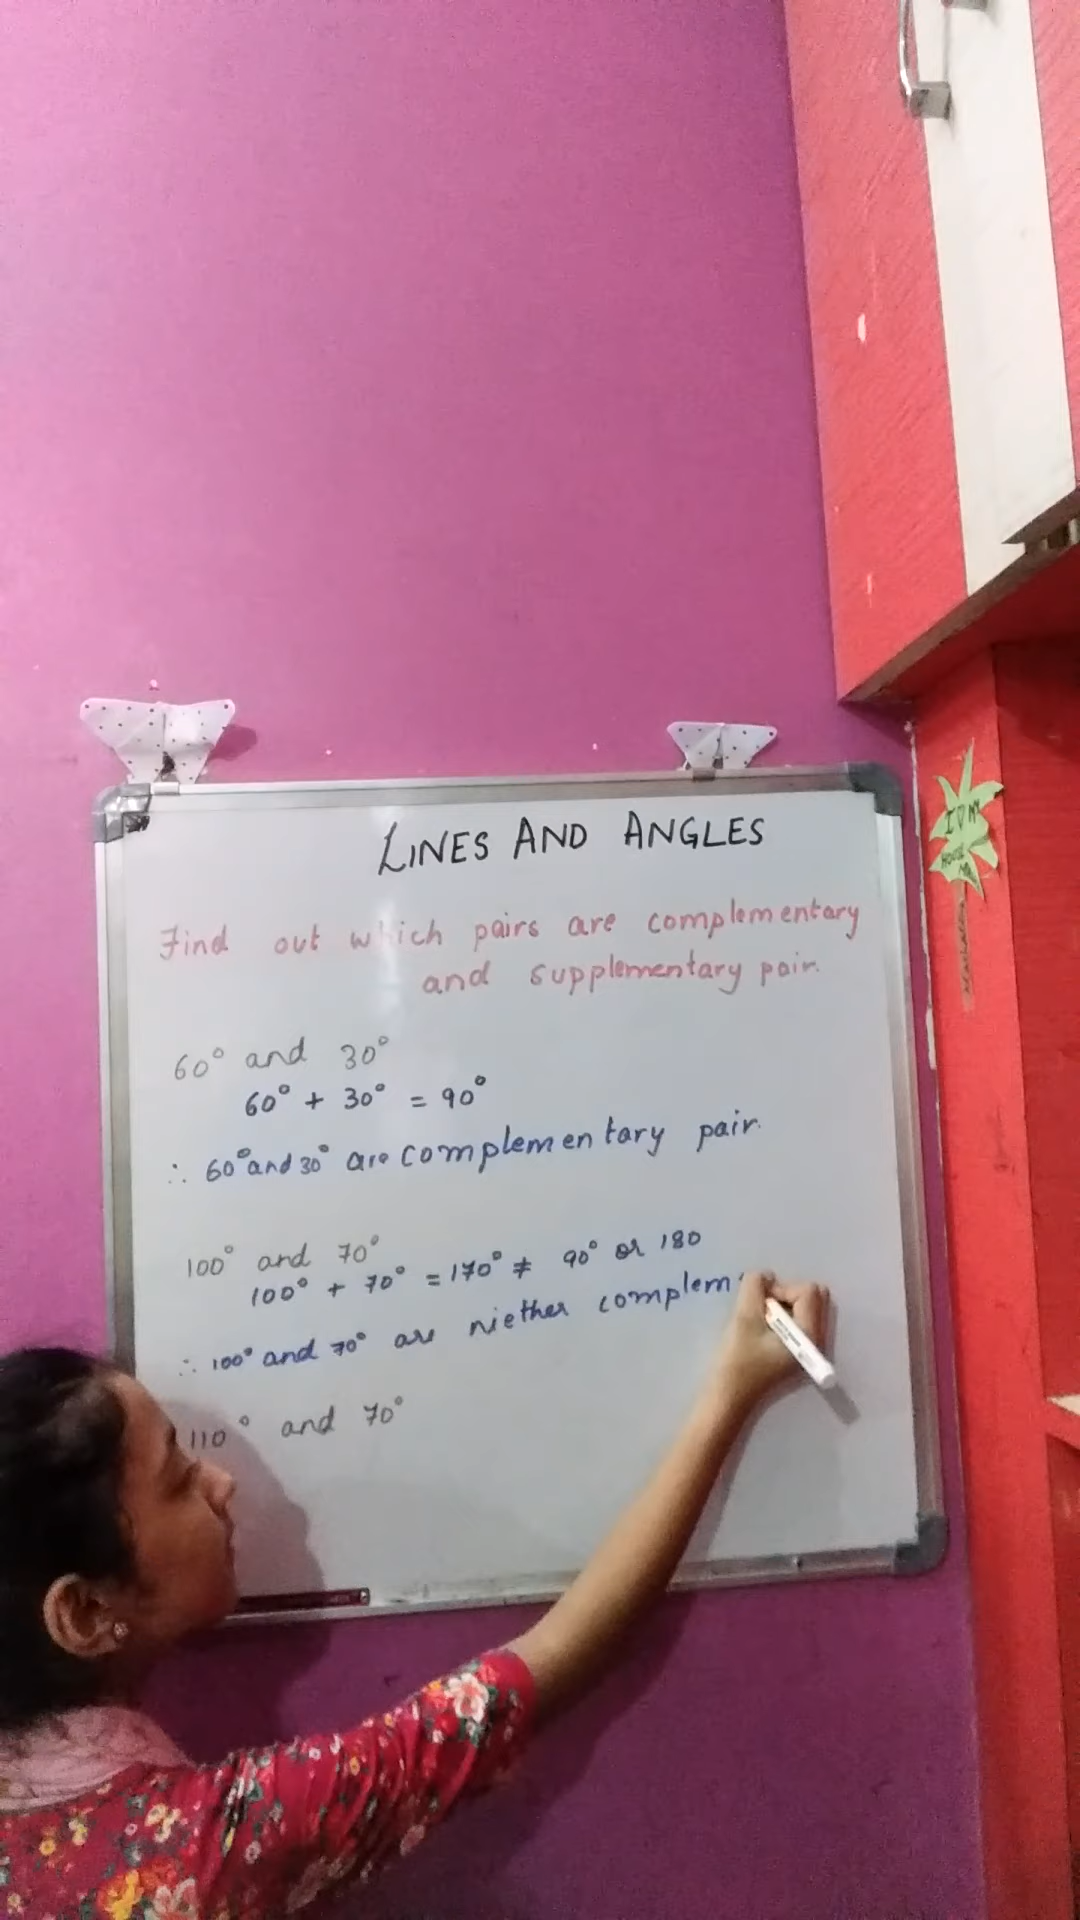 LINES AND ANGLES
Find out which pairs are complementary
and supplementary pair.
60° and 30°
60° + 30° = 90°
∴ 60° and 30° are complementary pair.
100° and 70°
100° + 70° = 170° ≠ 90° or 180
∴ 100° and 70° are niether complem
110° and 70°
I ♡ MY
HOUSE